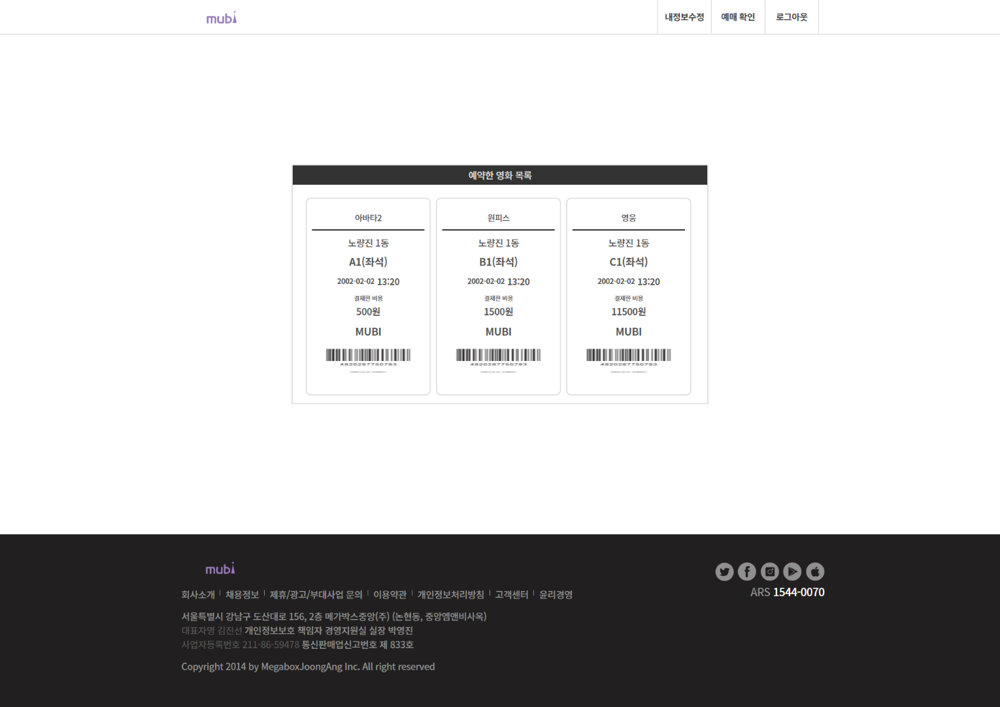 mubi
내정보수정 예매 확인 로그아웃
예약한 영화 목록
아바타2
노량진 1동
A1(좌석)
2002-02-02 13:20
결제한 비용
500원
MUBI
4820287750783
원피스
노량진 1동
B1(좌석)
2002-02-02 13:20
결제한 비용
1500원
MUBI
4820287750783
영웅
노량진 1동
C1(좌석)
2002-02-02 13:20
결제한 비용
11500원
MUBI
4820287750783
mubi
회사소개 채용정보 제휴/광고/부대사업 문의 이용약관 개인정보처리방침 고객센터 윤리경영
ARS 1544-0070
서울특별시 강남구 도산대로 156, 2층 메가박스중앙(주) (논현동, 중앙엠앤비사옥)
대표자명 김진선 개인정보보호 책임자 경영지원실 실장 박영진
사업자등록번호 211-86-59478 통신판매업신고번호 제 833호
Copyright 2014 by MegaboxJoongAng Inc. All right reserved